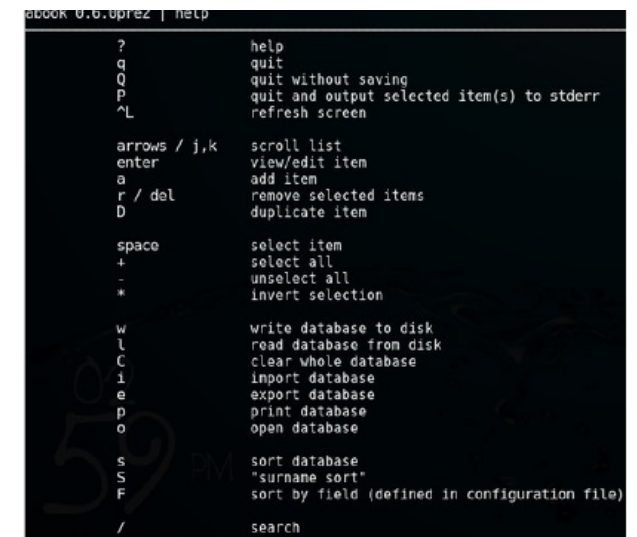 abook 0.6.0pre2 | help
? help
q quit
Q quit without saving
P quit and output selected item(s) to stderr
^L refresh screen
arrows / j,k scroll list
enter view/edit item
a add item
r / del remove selected items
D duplicate item
space select item
+ select all
- unselect all
* invert selection
w write database to disk
l read database from disk
C clear whole database
i import database
e export database
p print database
o open database
s sort database
S "surname sort"
F sort by field (defined in configuration file)
/ search
02
59 PM